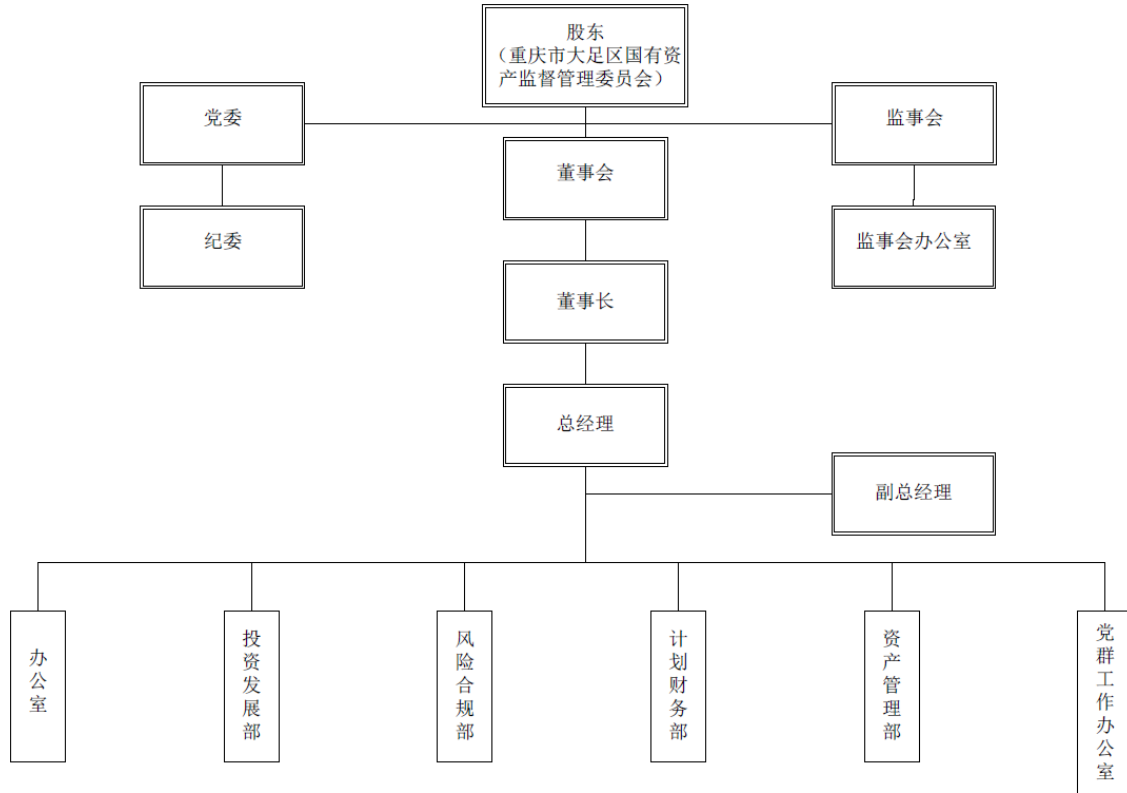 股东
（重庆市大足区国有资
产监督管理委员会）
党委
监事会
董事会
纪委
监事会办公室
董事长
总经理
副总经理
办公室
投资发展部
风险合规部
计划财务部
资产管理部
党群工作办公室